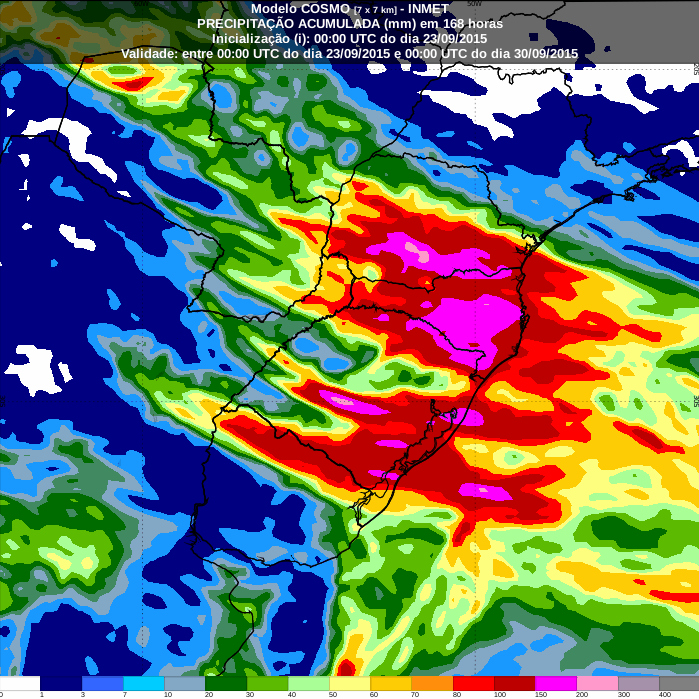 Modelo COSMO [7 x 7 km] - INMET
PRECIPITAÇÃO ACUMULADA (mm) em 168 horas
Inicialização (i): 00:00 UTC do dia 23/09/2015
Validade: entre 00:00 UTC do dia 23/09/2015 e 00:00 UTC do dia 30/09/2015
50W
30S
0 1 3 7 10 20 30 40 50 60 70 80 100 150 200 300 400